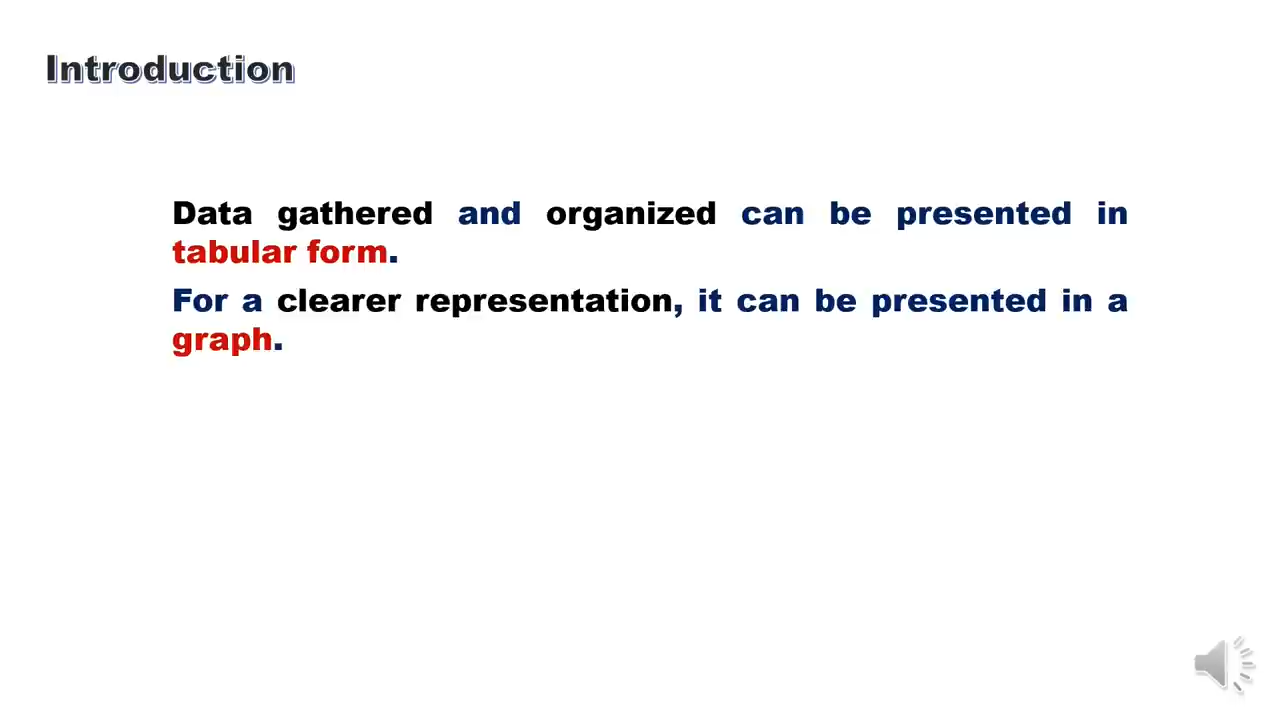 Introduction
Data gathered and organized can be presented in
tabular form.
For a clearer representation, it can be presented in a
graph.